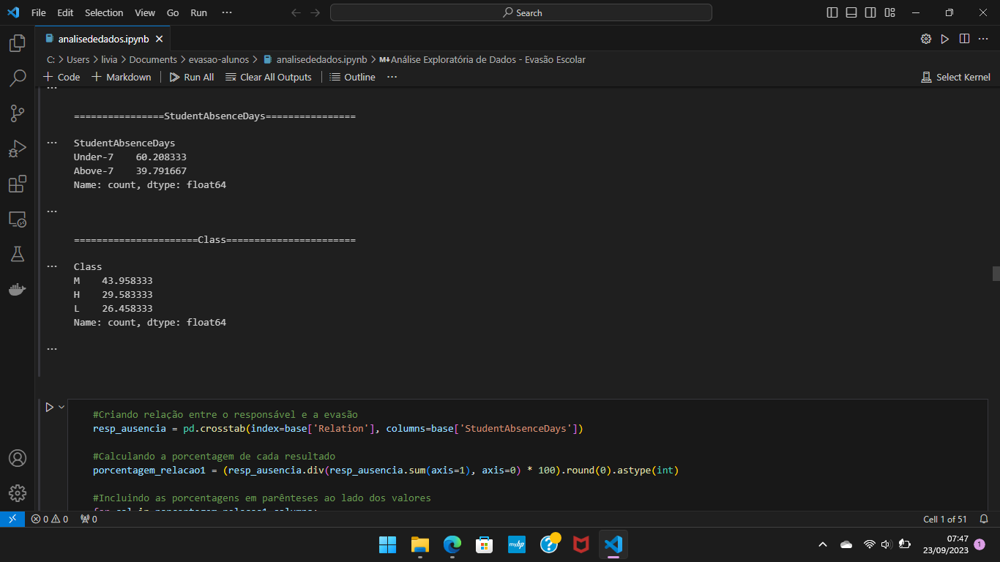 File Edit Selection View Go Run ···
Search
analisededados.ipynb
C: > Users > livia > Documents > evasao-alunos > analisededados.ipynb > M↓Análise Exploratória de Dados - Evasão Escolar
+ Code + Markdown | Run All Clear All Outputs | Outline ··· Select Kernel
================StudentAbsenceDays================
StudentAbsenceDays
Under-7 60.208333
Above-7 39.791667
Name: count, dtype: float64
======================Class=======================
Class
M 43.958333
H 29.583333
L 26.458333
Name: count, dtype: float64
#Criando relação entre o responsável e a evasão
resp_ausencia = pd.crosstab(index=base['Relation'], columns=base['StudentAbsenceDays'])
#Calculando a porcentagem de cada resultado
porcentagem_relacao1 = (resp_ausencia.div(resp_ausencia.sum(axis=1), axis=0) * 100).round(0).astype(int)
#Incluindo as porcentagens em parênteses ao lado dos valores
0 0 0 Cell 1 of 51
myhp
07:47
23/09/2023 1